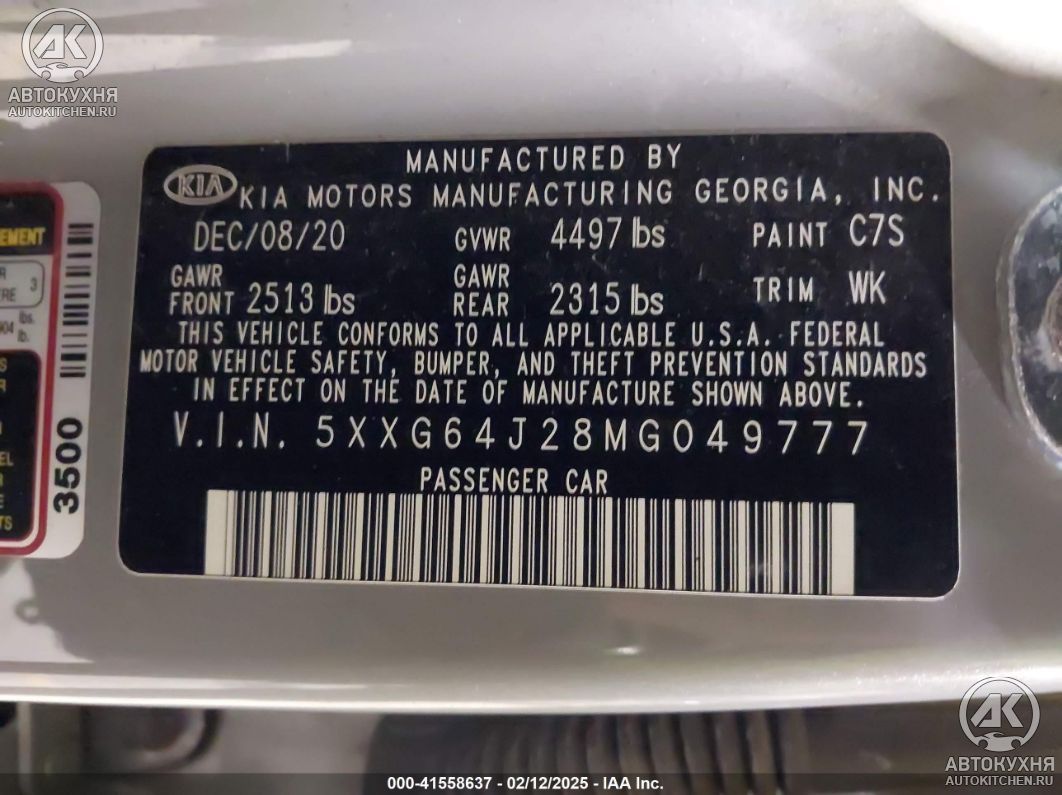 АВТОКУХНЯ
AUTOKITCHEN.RU
MANUFACTURED BY
KIA KIA MOTORS MANUFACTURING GEORGIA, INC.
DEC/08/20 GVWR 4497 lbs PAINT C7S
GAWR FRONT 2513 lbs GAWR REAR 2315 lbs TRIM WK
THIS VEHICLE CONFORMS TO ALL APPLICABLE U.S.A. FEDERAL
MOTOR VEHICLE SAFETY, BUMPER, AND THEFT PREVENTION STANDARDS
IN EFFECT ON THE DATE OF MANUFACTURE SHOWN ABOVE.
V.I.N. 5XXG64J28MG049777
PASSENGER CAR
3
lbs.
lb.
3500
АВТОКУХНЯ
AUTOKITCHEN.RU
000-41558637 - 02/12/2025 - IAA Inc.